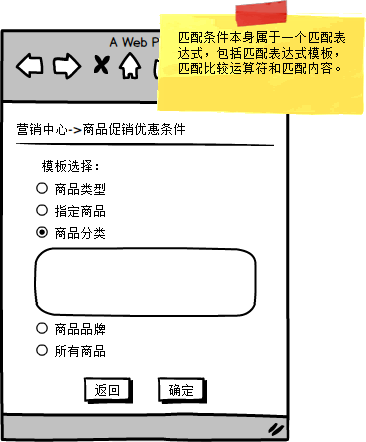 A Web P
匹配条件本身属于一个匹配表
达式，包括匹配表达式模板，
匹配比较运算符和匹配内容。
营销中心->商品促销优惠条件
模板选择：
商品类型
指定商品
商品分类
商品品牌
所有商品
返回
确定